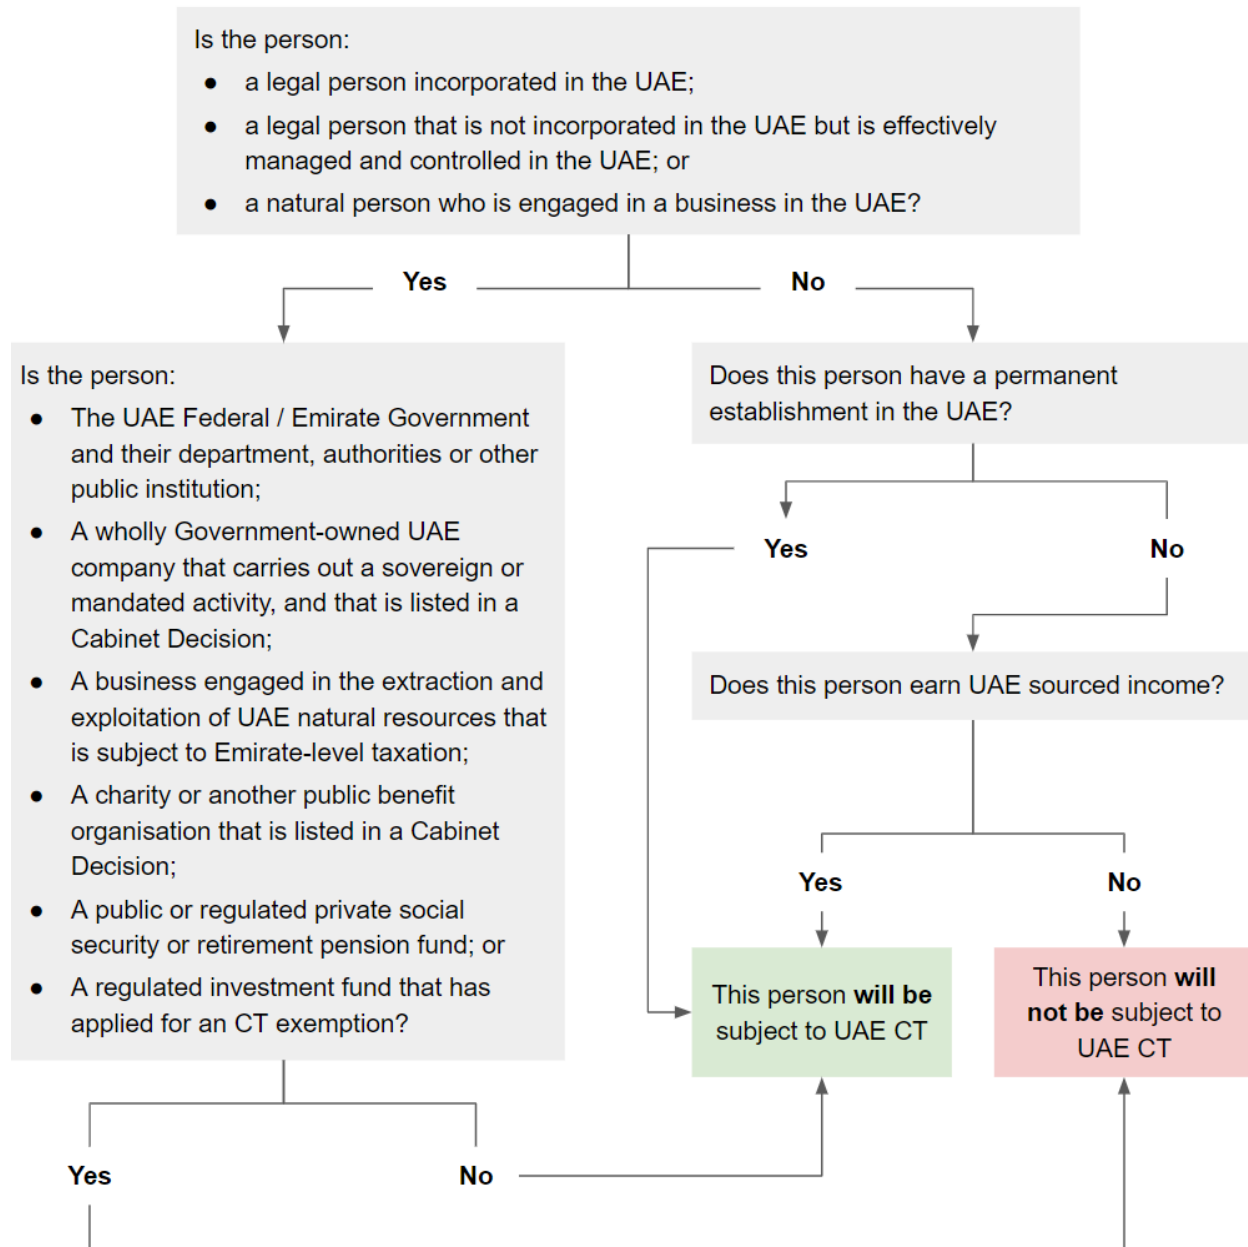 Is the person:
● a legal person incorporated in the UAE;
● a legal person that is not incorporated in the UAE but is effectively
managed and controlled in the UAE; or
● a natural person who is engaged in a business in the UAE?
Yes
No
Is the person:
● The UAE Federal / Emirate Government
and their department, authorities or other
public institution;
● A wholly Government-owned UAE
company that carries out a sovereign or
mandated activity, and that is listed in a
Cabinet Decision;
● A business engaged in the extraction and
exploitation of UAE natural resources that
is subject to Emirate-level taxation;
● A charity or another public benefit
organisation that is listed in a Cabinet
Decision;
● A public or regulated private social
security or retirement pension fund; or
● A regulated investment fund that has
applied for an CT exemption?
Does this person have a permanent
establishment in the UAE?
Yes
No
Does this person earn UAE sourced income?
Yes
No
This person will be
subject to UAE CT
This person will
not be subject to
UAE CT
Yes
No